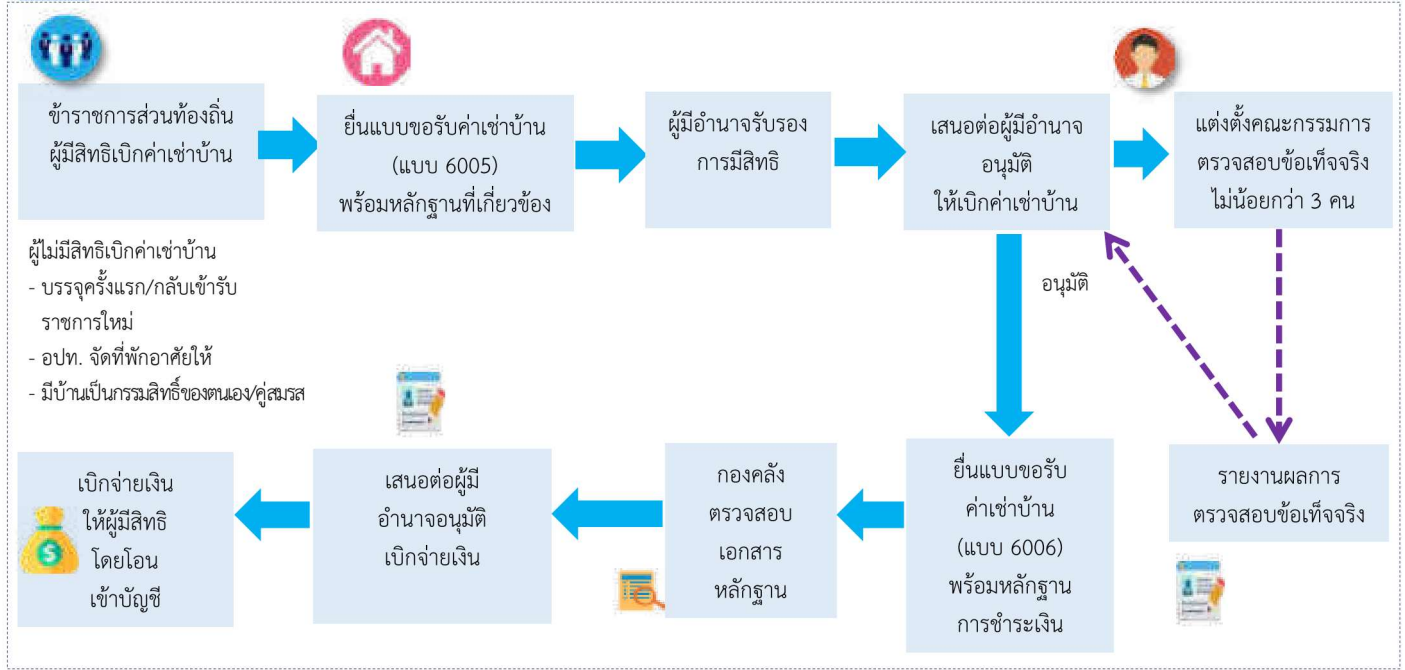 ข้าราชการส่วนท้องถิ่น
ผู้มีสิทธิเบิกค่าเช่าบ้าน
ยื่นแบบขอรับค่าเช่าบ้าน
(แบบ 6005)
พร้อมหลักฐานที่เกี่ยวข้อง
ผู้มีอำนาจรับรอง
การมีสิทธิ
เสนอต่อผู้มีอำนาจ
อนุมัติ
ให้เบิกค่าเช่าบ้าน
แต่งตั้งคณะกรรมการ
ตรวจสอบข้อเท็จจริง
ไม่น้อยกว่า 3 คน
ผู้ไม่มีสิทธิเบิกค่าเช่าบ้าน
- บรรจุครั้งแรก/กลับเข้ารับ
ราชการใหม่
- อปท. จัดที่พักอาศัยให้
- มีบ้านเป็นกรรมสิทธิ์ของตนเอง/คู่สมรส
อนุมัติ
รายงานผลการ
ตรวจสอบข้อเท็จจริง
ยื่นแบบขอรับ
ค่าเช่าบ้าน
(แบบ 6006)
พร้อมหลักฐาน
การชำระเงิน
กองคลัง
ตรวจสอบ
เอกสาร
หลักฐาน
เสนอต่อผู้มี
อำนาจอนุมัติ
เบิกจ่ายเงิน
เบิกจ่ายเงิน
ให้ผู้มีสิทธิ
โดยโอน
เข้าบัญชี